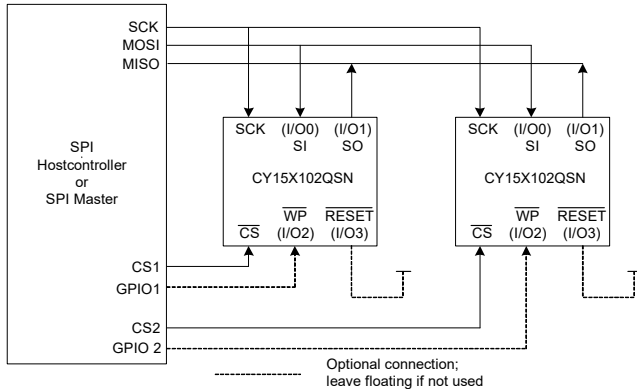 SCK
MOSI
MISO
SPI
Hostcontroller
or
SPI Master
CS1
GPIO1
CS2
GPIO 2
SCK (I/O0) (I/O1)
SI SO
CY15X102QSN
WP RESET
CS (I/O2) (I/O3)
SCK (I/O0) (I/O1)
SI SO
CY15X102QSN
WP RESET
CS (I/O2) (I/O3)
Optional connection;
leave floating if not used